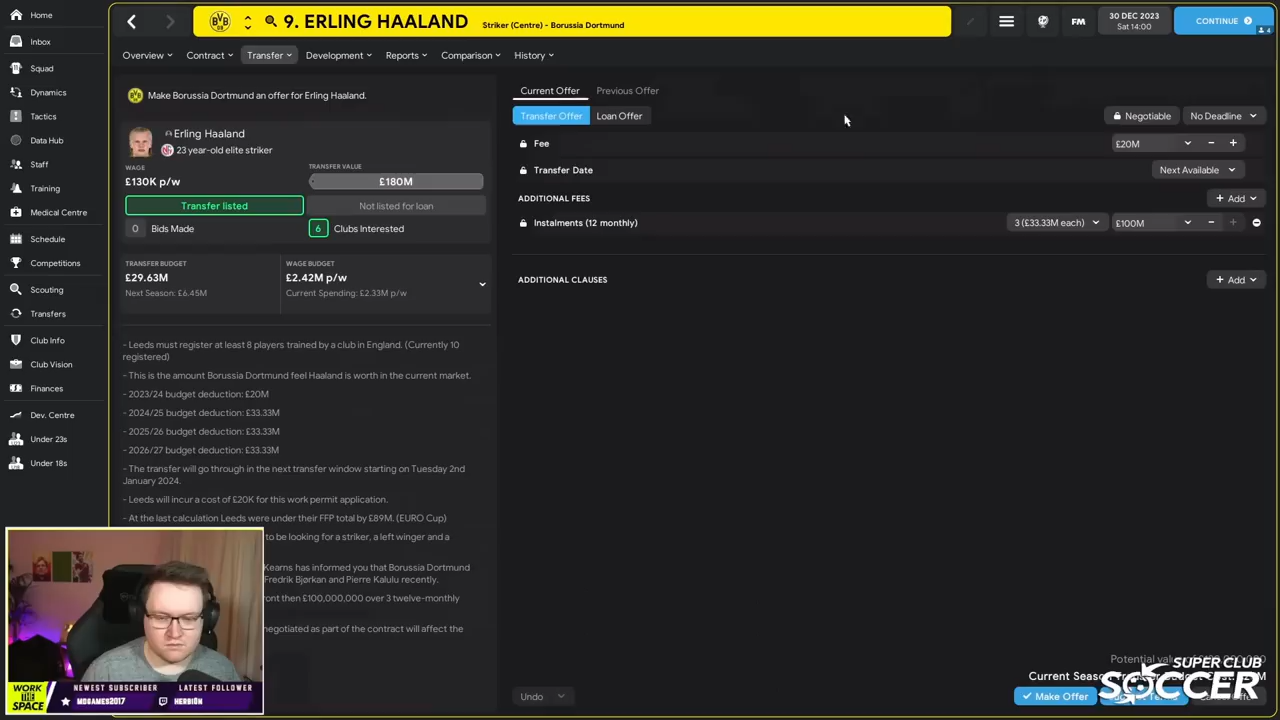 Home
Inbox
Squad
Dynamics
Tactics
Data Hub
Staff
Training
Medical Centre
Schedule
Competitions
Scouting
Transfers
Club Info
Club Vision
Finances
Dev. Centre
Under 23s
Under 18s
9. ERLING HAALAND
Striker (Centre) - Borussia Dortmund
FM
30 DEC 2023
Sat 14:00
CONTINUE
4
Overview
Contract
Transfer
Development
Reports
Comparison
History
Make Borussia Dortmund an offer for Erling Haaland.
Erling Haaland
23 year-old elite striker
WAGE
£130K p/w
TRANSFER VALUE
£180M
Transfer listed
Not listed for loan
0 Bids Made
6 Clubs Interested
TRANSFER BUDGET
£29.63M
Next Season: £6.45M
WAGE BUDGET
£2.42M p/w
Current Spending: £2.33M p/w
- Leeds must register at least 8 players trained by a club in England. (Currently 10
registered)
- This is the amount Borussia Dortmund feel Haaland is worth in the current market.
- 2023/24 budget deduction: £20M
- 2024/25 budget deduction: £33.33M
- 2025/26 budget deduction: £33.33M
- 2026/27 budget deduction: £33.33M
- The transfer will go through in the next transfer window starting on Tuesday 2nd
January 2024.
- Leeds will incur a cost of £20K for this work permit application.
- At the last calculation Leeds were under their FFP total by £89M. (EURO Cup)
to be looking for a striker, a left winger and a
Kearns has informed you that Borussia Dortmund
Fredrik Bjørkan and Pierre Kalulu recently.
front then £100,000,000 over 3 twelve-monthly
negotiated as part of the contract will affect the
Current Offer
Previous Offer
Transfer Offer
Loan Offer
Negotiable
No Deadline
Fee
£20M
Transfer Date
Next Available
ADDITIONAL FEES
Add
Instalments (12 monthly)
3 (£33.33M each)
£100M
ADDITIONAL CLAUSES
Add
Undo
Potential
Current Season
Make Offer
SUPER CLUB
SOCCER
WORK
THE
SPACE
NEWEST SUBSCRIBER
MDGAMES2017
LATEST FOLLOWER
HERBION